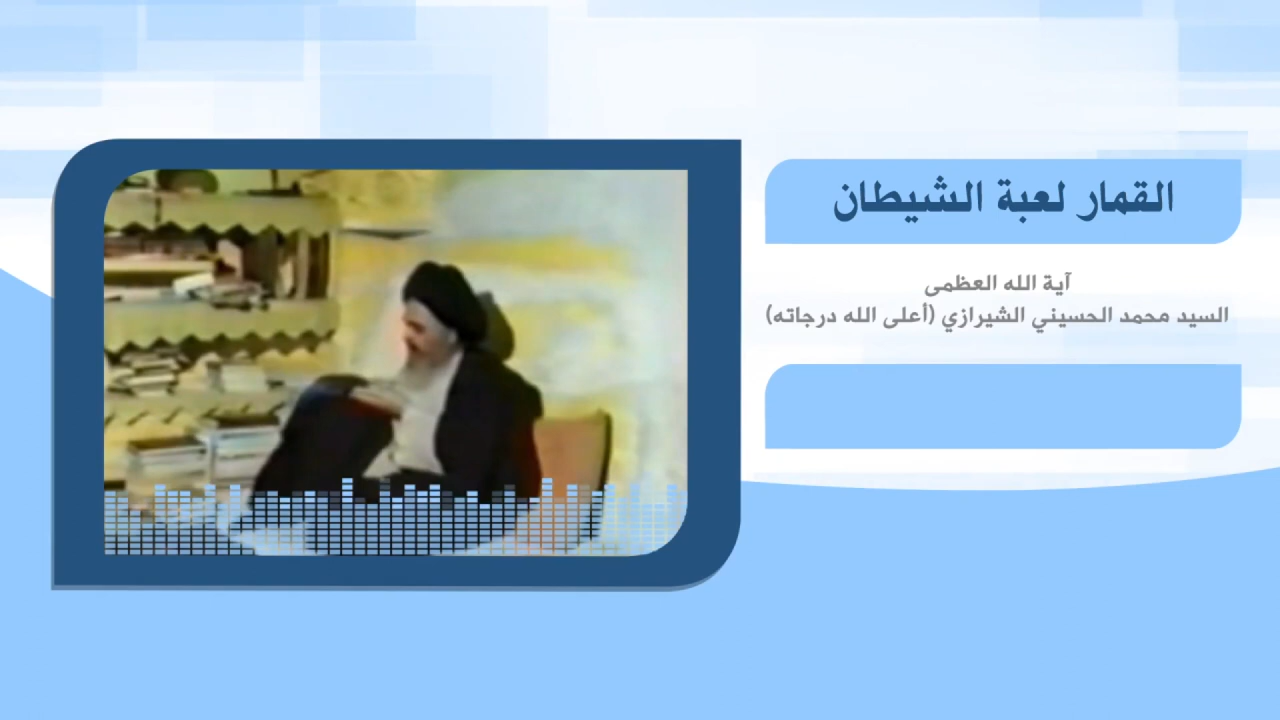 القمار لعبة الشيطان
آية الله العظمى
السيد محمد الحسيني الشيرازي (أعلى الله درجاته)